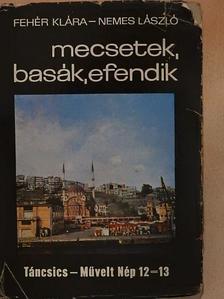 FEHÉR KLÁRA – NEMES LÁSZLÓ
mecsetek,
basák, efendik
Táncsics – Művelt Nép 12–13